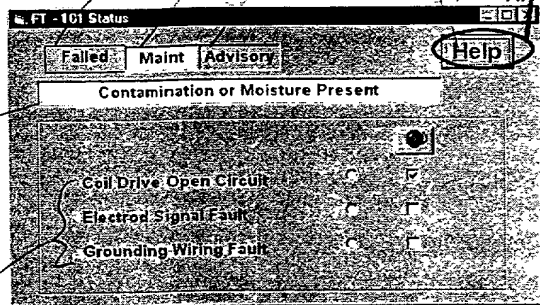 FT - 101 Status
Failed Maint Advisory Help
Contamination or Moisture Present
Coil Drive Open Circuit
Electrod Signal Fault
Grounding Wiring Fault